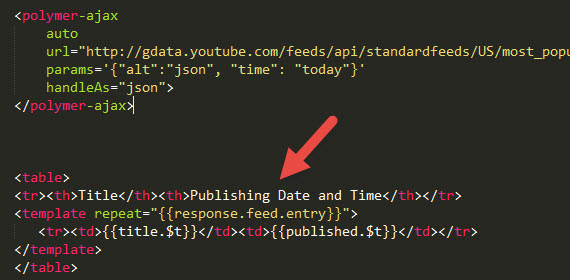 <polymer-ajax
auto
url="http://gdata.youtube.com/feeds/api/standardfeeds/US/most_popu
params='{"alt":"json", "time": "today"}'
handleAs="json">
</polymer-ajax>
<table>
<tr><th>Title</th><th>Publishing Date and Time</th></tr>
<template repeat="{{response.feed.entry}}">
<tr><td>{{title.$t}}</td><td>{{published.$t}}</td></tr>
</template>
</table>